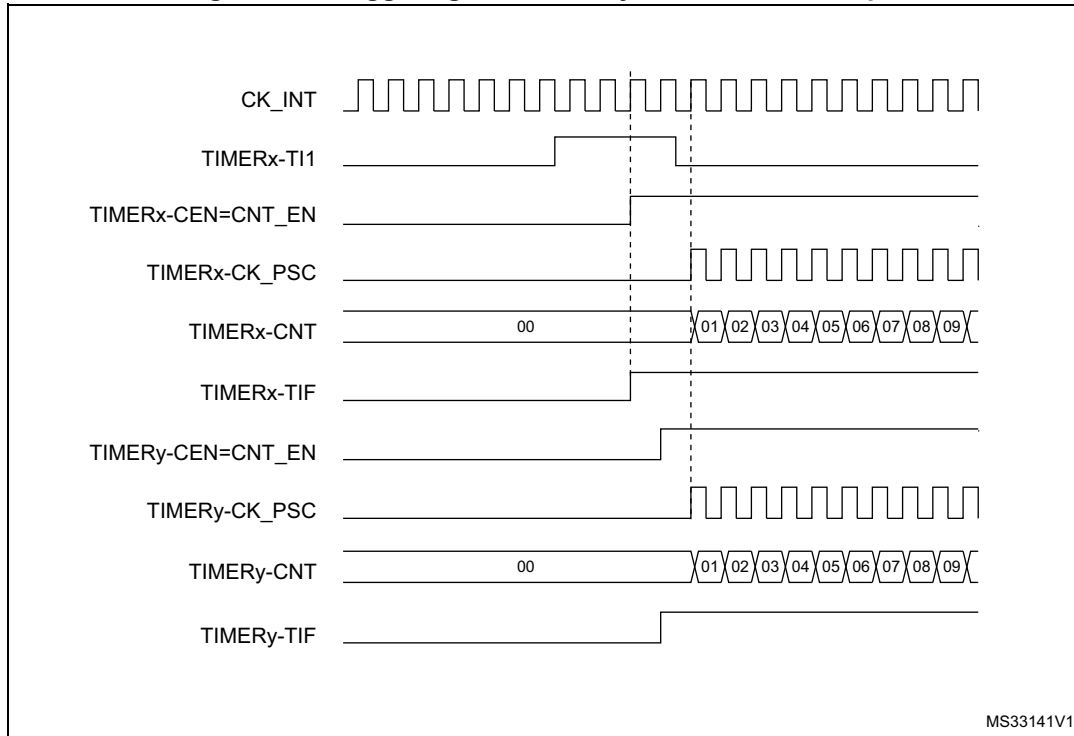 CK_INT
TIMERx-TI1
TIMERx-CEN=CNT_EN
TIMERx-CK_PSC
TIMERx-CNT 00 01 02 03 04 05 06 07 08 09
TIMERx-TIF
TIMERy-CEN=CNT_EN
TIMERy-CK_PSC
TIMERy-CNT 00 01 02 03 04 05 06 07 08 09
TIMERy-TIF
MS33141V1